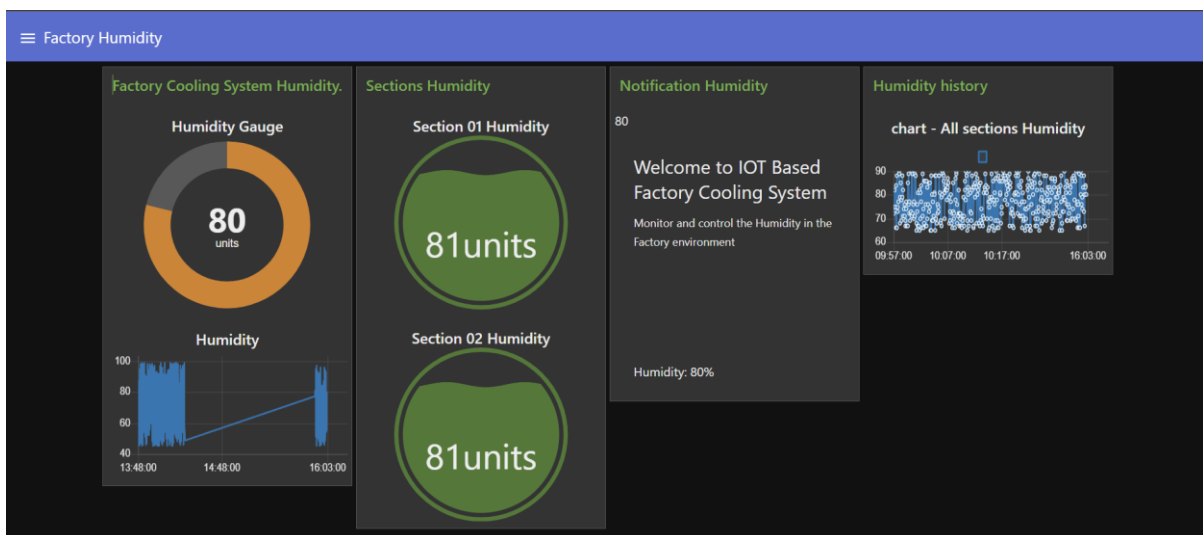 Factory Humidity
Factory Cooling System Humidity.
Humidity Gauge
80
units
Humidity
100
80
60
40
13:48:00 14:48:00 16:03:00
Sections Humidity
Section 01 Humidity
81units
Section 02 Humidity
81units
Notification Humidity
80
Welcome to IOT Based
Factory Cooling System
Monitor and control the Humidity in the
Factory environment
Humidity: 80%
Humidity history
chart - All sections Humidity
90
80
70
60
09:57:00 10:07:00 10:17:00 16:03:00